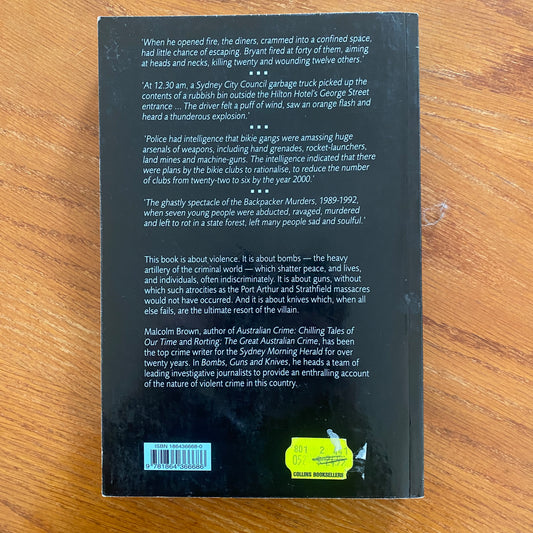 'When he opened fire, the diners, crammed into a confined space,
had little chance of escaping. Bryant fired at forty of them, aiming
at heads and necks, killing twenty and wounding twelve others.'
'At 12.30 am, a Sydney City Council garbage truck picked up the
contents of a rubbish bin outside the Hilton Hotel's George Street
entrance ... The driver felt a puff of wind, saw an orange flash and
heard a thunderous explosion.'
'Police had intelligence that bikie gangs were amassing huge
arsenals of weapons, including hand grenades, rocket-launchers,
land mines and machine-guns. The intelligence indicated that there
were plans by the bikie clubs to rationalise, to reduce the number
of clubs from twenty-two to six by the year 2000.'
'The ghastly spectacle of the Backpacker Murders, 1989-1992,
when seven young people were abducted, ravaged, murdered
and left to rot in a state forest, left many people sad and soulful.'
This book is about violence. It is about bombs — the heavy
artillery of the criminal world — which shatter peace, and lives,
and individuals, often indiscriminately. It is about guns, without
which such atrocities as the Port Arthur and Strathfield massacres
would not have occurred. And it is about knives which, when all
else fails, are the ultimate resort of the villain.
Malcolm Brown, author of Australian Crime: Chilling Tales of
Our Time and Rorting: The Great Australian Crime, has been
the top crime writer for the Sydney Morning Herald for over
twenty years. In Bombs, Guns and Knives, he heads a team of
leading investigative journalists to provide an enthralling account
of the nature of violent crime in this country.
ISBN 186436668-0
9 781864 366686
801 2
052
COLLINS BOOKSELLERS